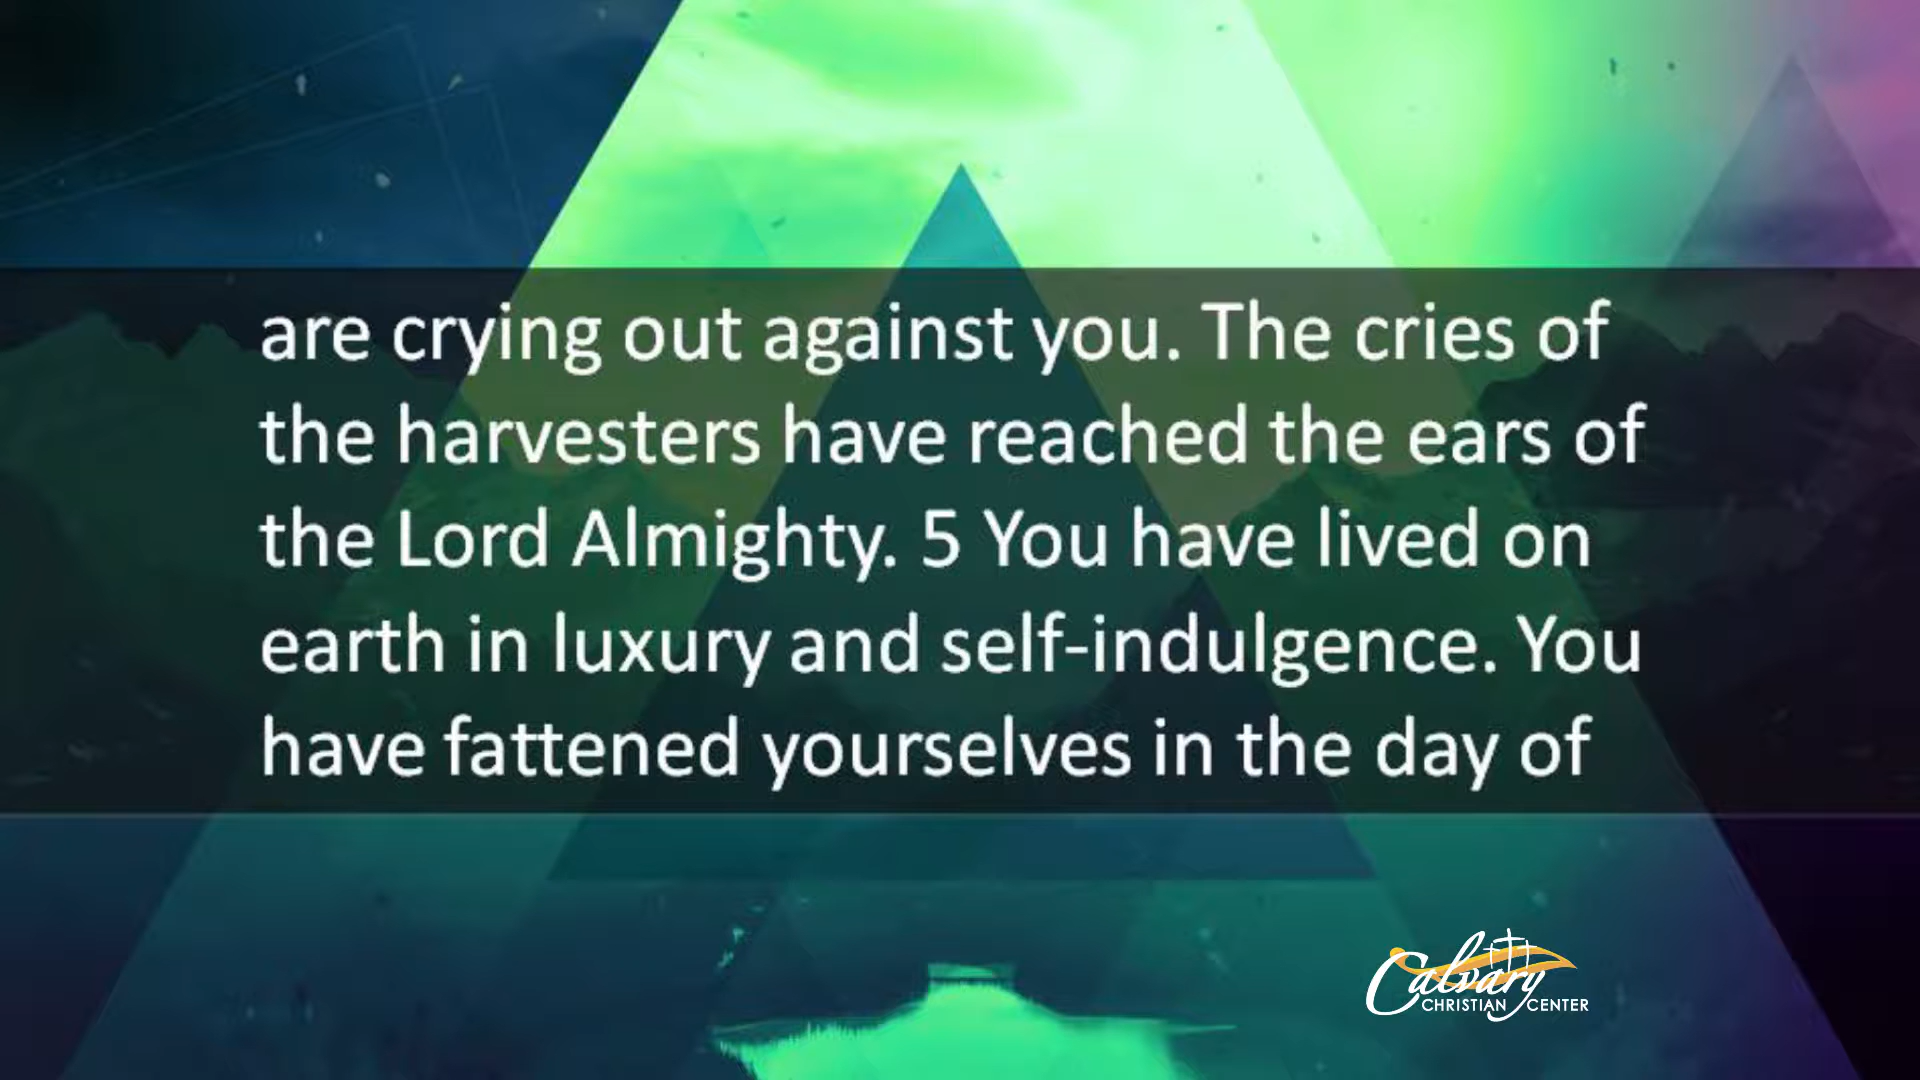 are crying out against you. The cries of
the harvesters have reached the ears of
the Lord Almighty. 5 You have lived on
earth in luxury and self-indulgence. You
have fattened yourselves in the day of
Calvary
CHRISTIAN CENTER